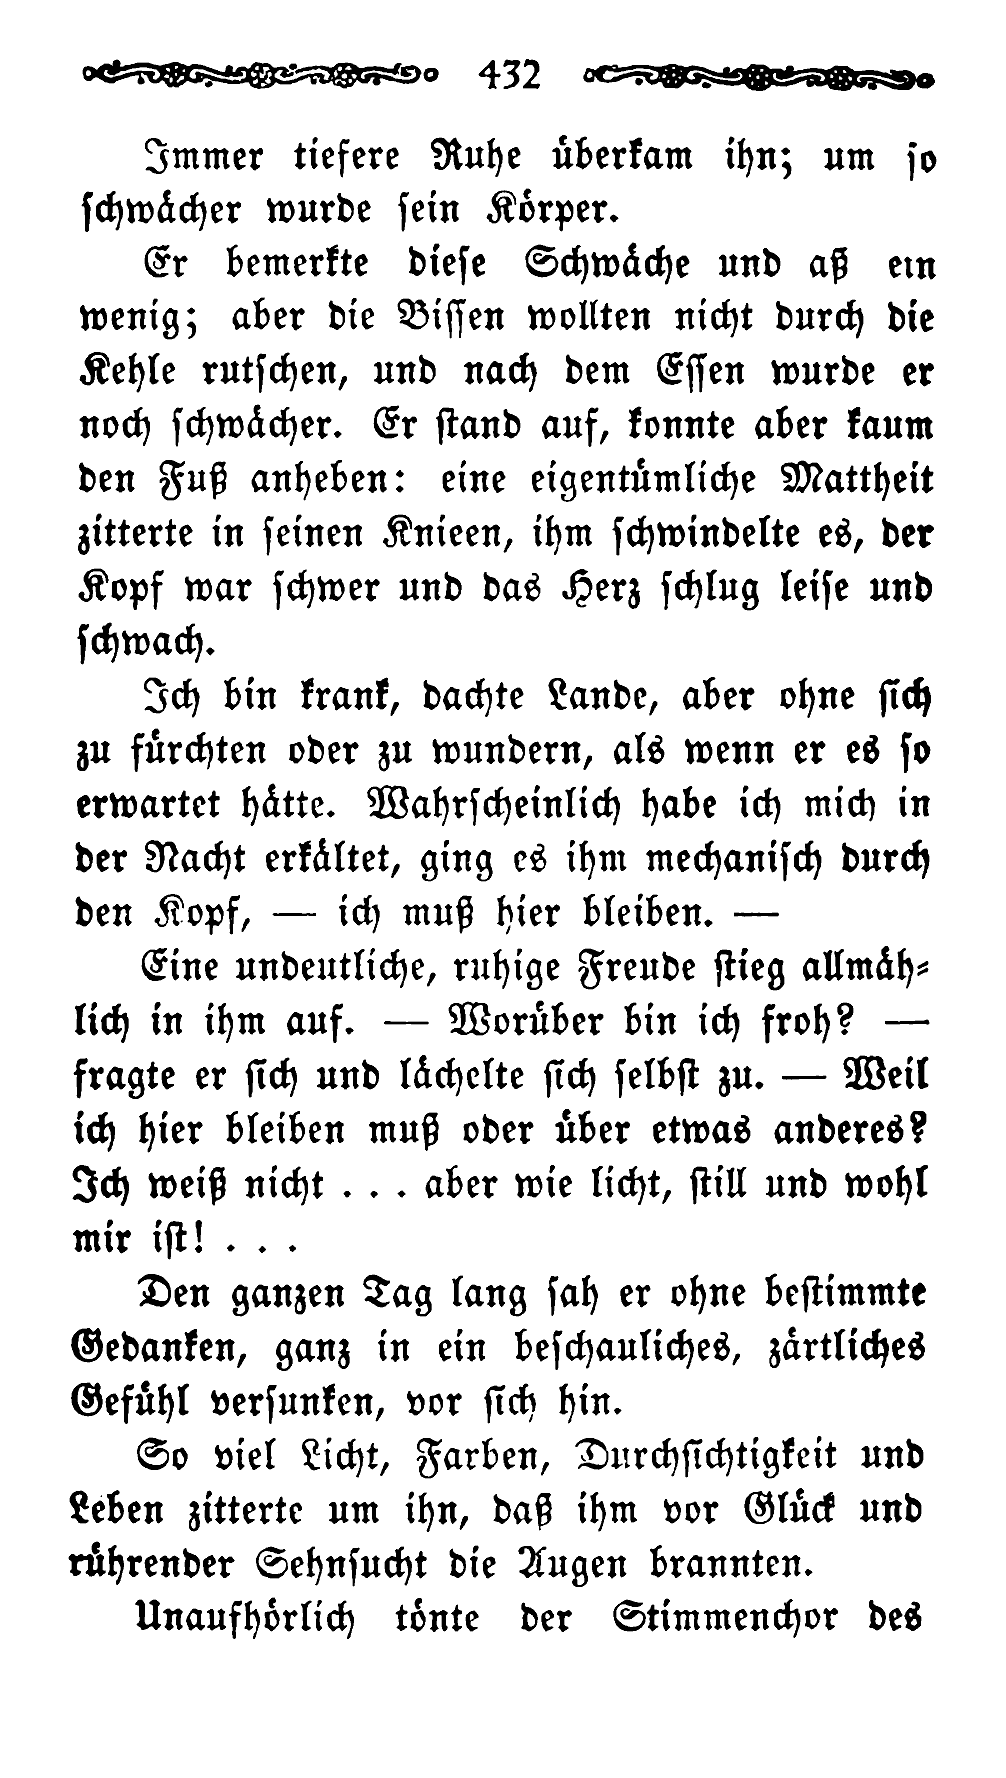 432
Immer tiefere Ruhe überkam ihn; um so
schwächer wurde sein Körper.
Er bemerkte diese Schwäche und aß ein
wenig; aber die Bissen wollten nicht durch die
Kehle rutschen, und nach dem Essen wurde er
noch schwächer. Er stand auf, konnte aber kaum
den Fuß anheben: eine eigentümliche Mattheit
zitterte in seinen Knieen, ihm schwindelte es, der
Kopf war schwer und das Herz schlug leise und
schwach.
Ich bin krank, dachte Lande, aber ohne sich
zu fürchten oder zu wundern, als wenn er es so
erwartet hätte. Wahrscheinlich habe ich mich in
der Nacht erkältet, ging es ihm mechanisch durch
den Kopf, — ich muß hier bleiben. —
Eine undeutliche, ruhige Freude stieg allmäh-
lich in ihm auf. — Worüber bin ich froh? —
fragte er sich und lächelte sich selbst zu. — Weil
ich hier bleiben muß oder über etwas anderes?
Ich weiß nicht . . . aber wie licht, still und wohl
mir ist! . . .
Den ganzen Tag lang sah er ohne bestimmte
Gedanken, ganz in ein beschauliches, zärtliches
Gefühl versunken, vor sich hin.
So viel Licht, Farben, Durchsichtigkeit und
Leben zitterte um ihn, daß ihm vor Glück und
rührender Sehnsucht die Augen brannten.
Unaufhörlich tönte der Stimmenchor des